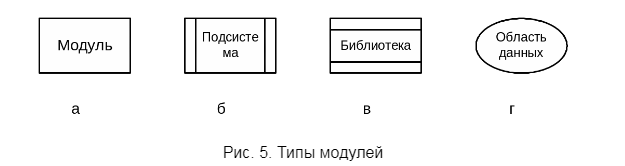 Модуль
Подсисте
ма
Библиотека
Область
данных
а
б
в
г
Рис. 5. Типы модулей